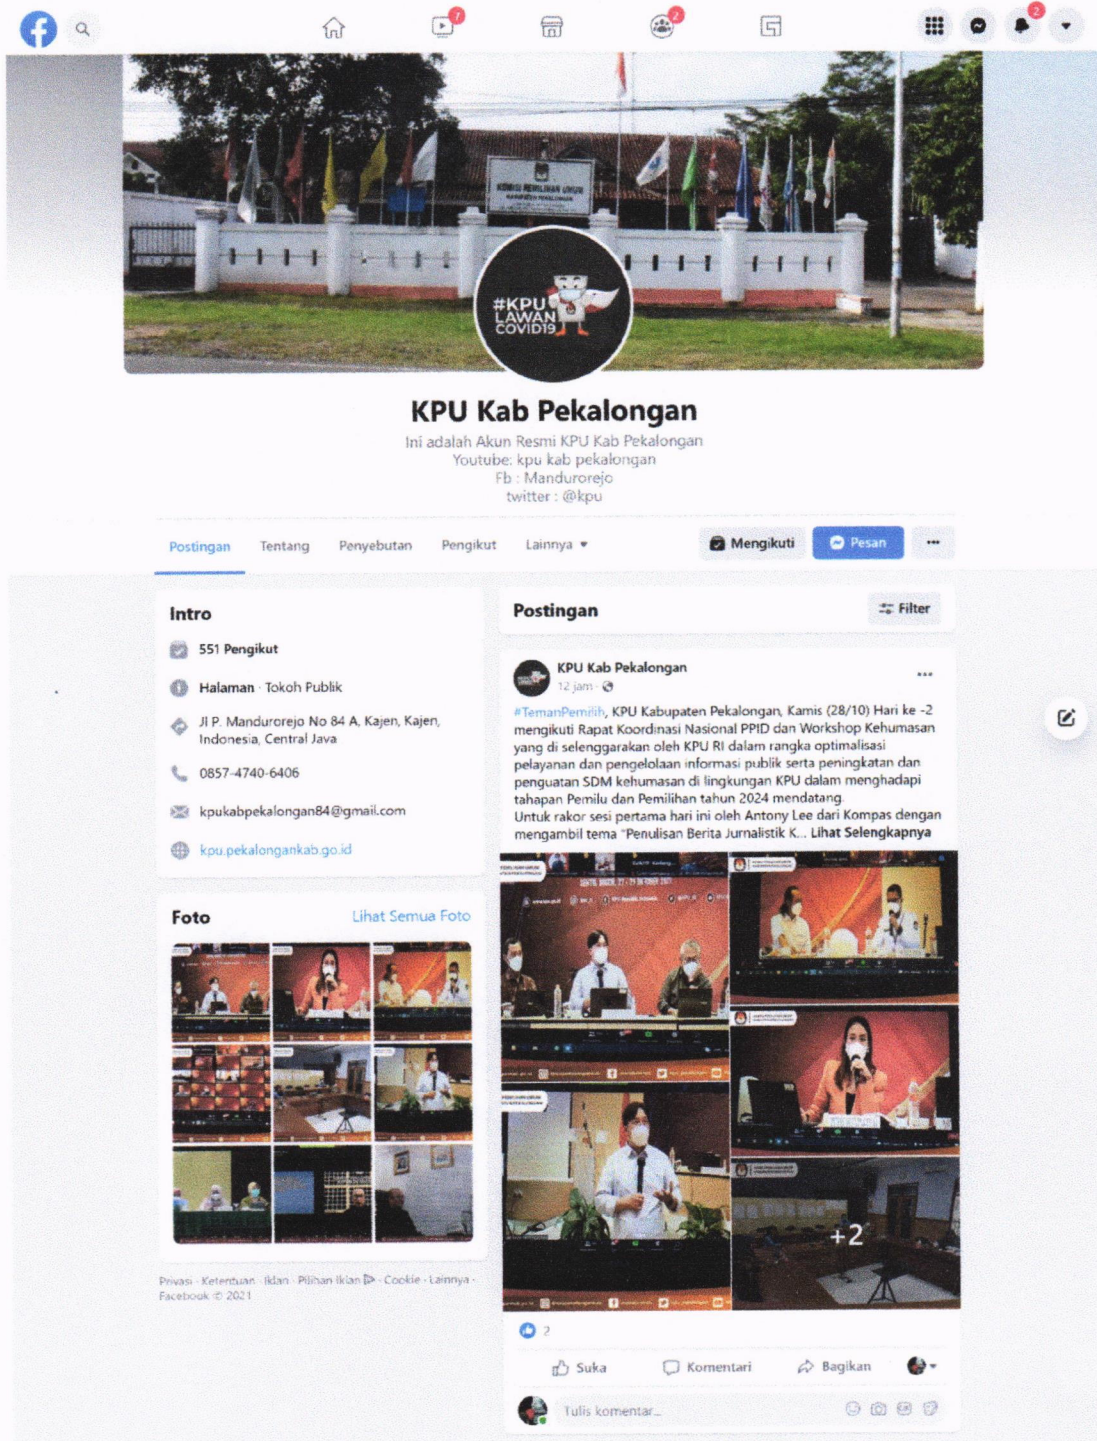 7
2
2
KOMISI PEMILIHAN UMUM
KABUPATEN PEKALONGAN
#KPU
LAWAN
COVID19
KPU Kab Pekalongan
Ini adalah Akun Resmi KPU Kab Pekalongan
Youtube: kpu kab pekalongan
Fb : Mandurorejo
twitter : @kpu
Postingan
Tentang
Penyebutan
Pengikut
Lainnya
Mengikuti
Pesan
Intro
551 Pengikut
Halaman · Tokoh Publik
Jl P. Mandurorejo No 84 A, Kajen, Kajen,
Indonesia, Central Java
0857-4740-6406
kpukabpekalongan84@gmail.com
kpu.pekalongankab.go.id
Foto
Lihat Semua Foto
Privasi · Ketentuan · Iklan · Pilihan Iklan · Cookie · Lainnya ·
Facebook © 2021
Postingan
Filter
KPU Kab Pekalongan
12 jam ·
#TemanPemilih, KPU Kabupaten Pekalongan, Kamis (28/10) Hari ke -2
mengikuti Rapat Koordinasi Nasional PPID dan Workshop Kehumasan
yang di selenggarakan oleh KPU RI dalam rangka optimalisasi
pelayanan dan pengelolaan informasi publik serta peningkatan dan
penguatan SDM kehumasan di lingkungan KPU dalam menghadapi
tahapan Pemilu dan Pemilihan tahun 2024 mendatang.
Untuk rakor sesi pertama hari ini oleh Antony Lee dari Kompas dengan
mengambil tema "Penulisan Berita Jurnalistik K... Lihat Selengkapnya
+2
2
Suka
Komentari
Bagikan
Tulis komentar...